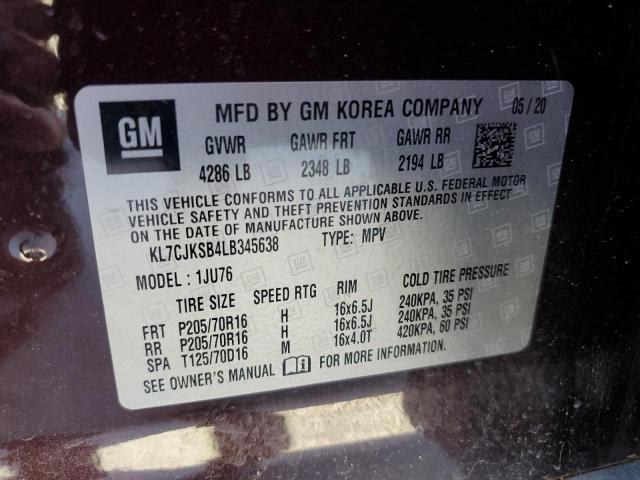 GM MFD BY GM KOREA COMPANY 05/20
GVWR GAWR FRT GAWR RR
4286 LB 2348 LB 2194 LB
THIS VEHICLE CONFORMS TO ALL APPLICABLE U.S. FEDERAL MOTOR
VEHICLE SAFETY AND THEFT PREVENTION STANDARDS IN EFFECT
ON THE DATE OF MANUFACTURE SHOWN ABOVE.
KL7CJKSB4LB345638 TYPE: MPV
MODEL: 1JU76
TIRE SIZE SPEED RTG RIM COLD TIRE PRESSURE
FRT P205/70R16 H 16x6.5J 240KPA, 35 PSI
RR P205/70R16 H 16x6.5J 240KPA, 35 PSI
SPA T125/70D16 M 16x4.0T 420KPA, 60 PSI
SEE OWNER'S MANUAL FOR MORE INFORMATION.